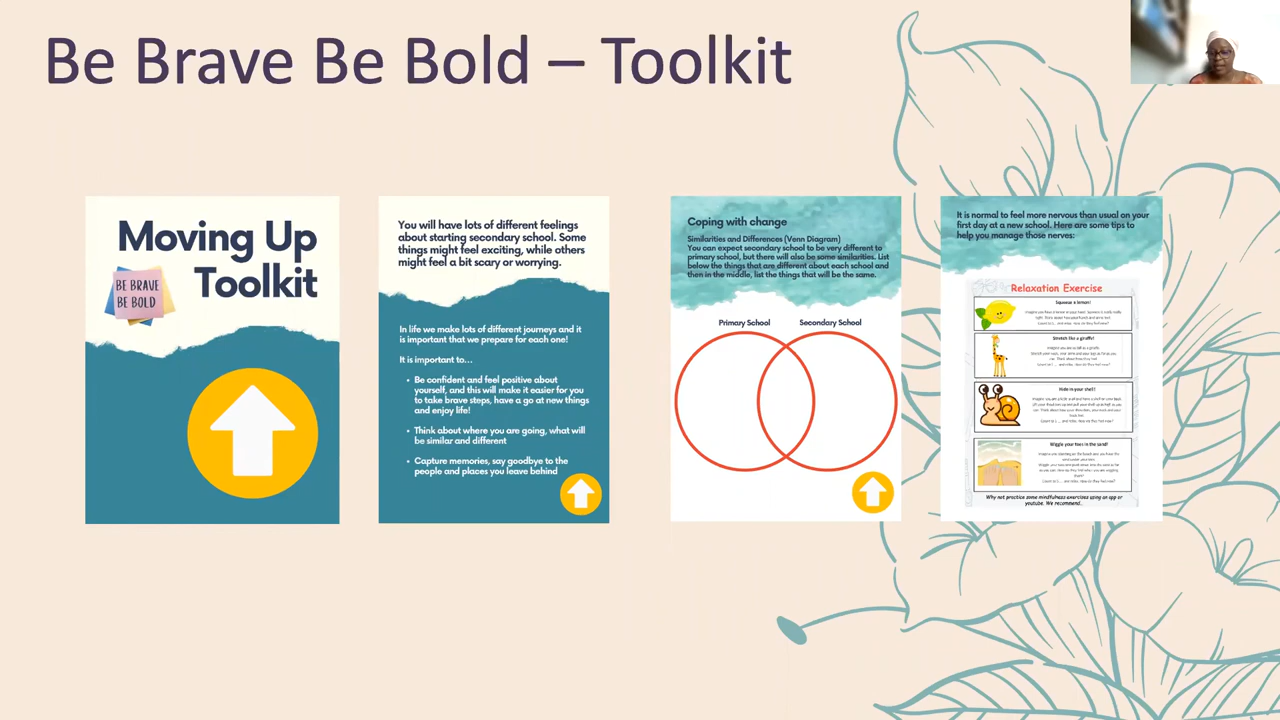 Be Brave Be Bold – Toolkit
Moving Up
Toolkit
BE BRAVE
BE BOLD
You will have lots of different feelings
about starting secondary school. Some
things might feel exciting, while others
might feel a bit scary or worrying.
In life we make lots of different journeys and it
is important that we prepare for each one!
It is important to...
• Be confident and feel positive about
yourself, and this will make it easier for you
to take brave steps, have a go at new things
and enjoy life!
• Think about where you are going, what will
be similar and different
• Capture memories, say goodbye to the
people and places you leave behind
Coping with change
Similarities and Differences (Venn Diagram)
You can expect secondary school to be very different to
primary school, but there will also be some similarities. List
below the things that are different about each school and
then in the middle, list the things that will be the same.
Primary School
Secondary School
It is normal to feel more nervous than usual on your
first day at a new school. Here are some tips to
help you manage those nerves:
Relaxation Exercise
Squeeze a lemon!
Stretch like a giraffe!
Hide in your shell!
Wiggle your toes in the sand!
Why not practice some mindfulness exercises using an app or
youtube. We recommend..